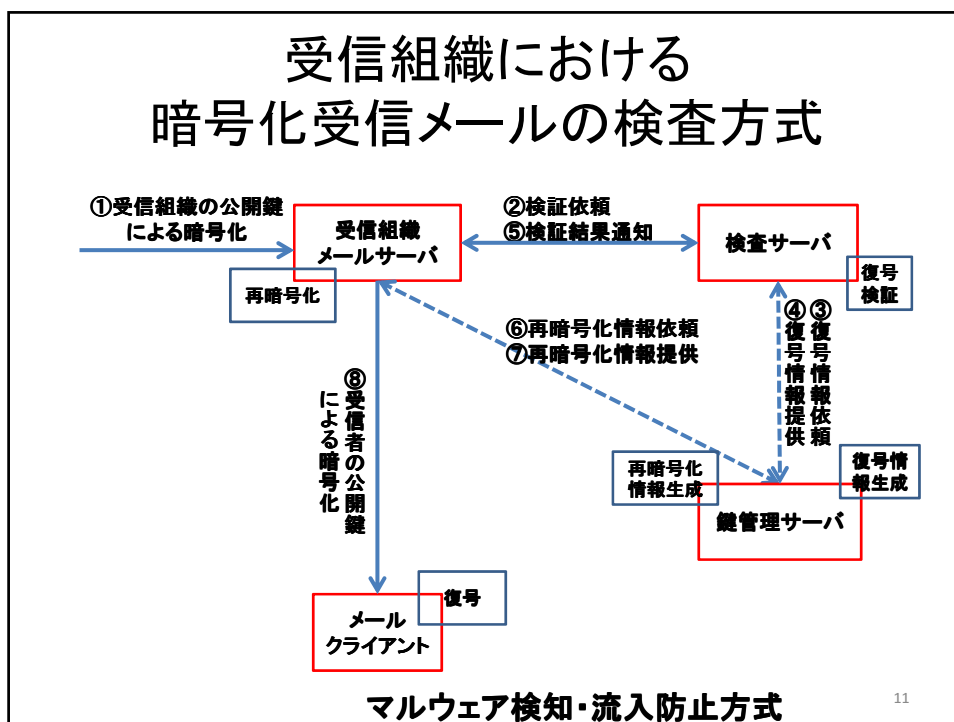 受信組織における
暗号化受信メールの検査方式
①受信組織の公開鍵
による暗号化
受信組織
メールサーバ
再暗号化
②検証依頼
⑤検証結果通知
検査サーバ
復号
検証
③復号情報依頼
④復号情報提供
⑥再暗号化情報依頼
⑦再暗号化情報提供
⑧受信者の公開鍵
による暗号化
再暗号化
情報生成
復号情
報生成
鍵管理サーバ
復号
メール
クライアント
マルウェア検知・流入防止方式
11